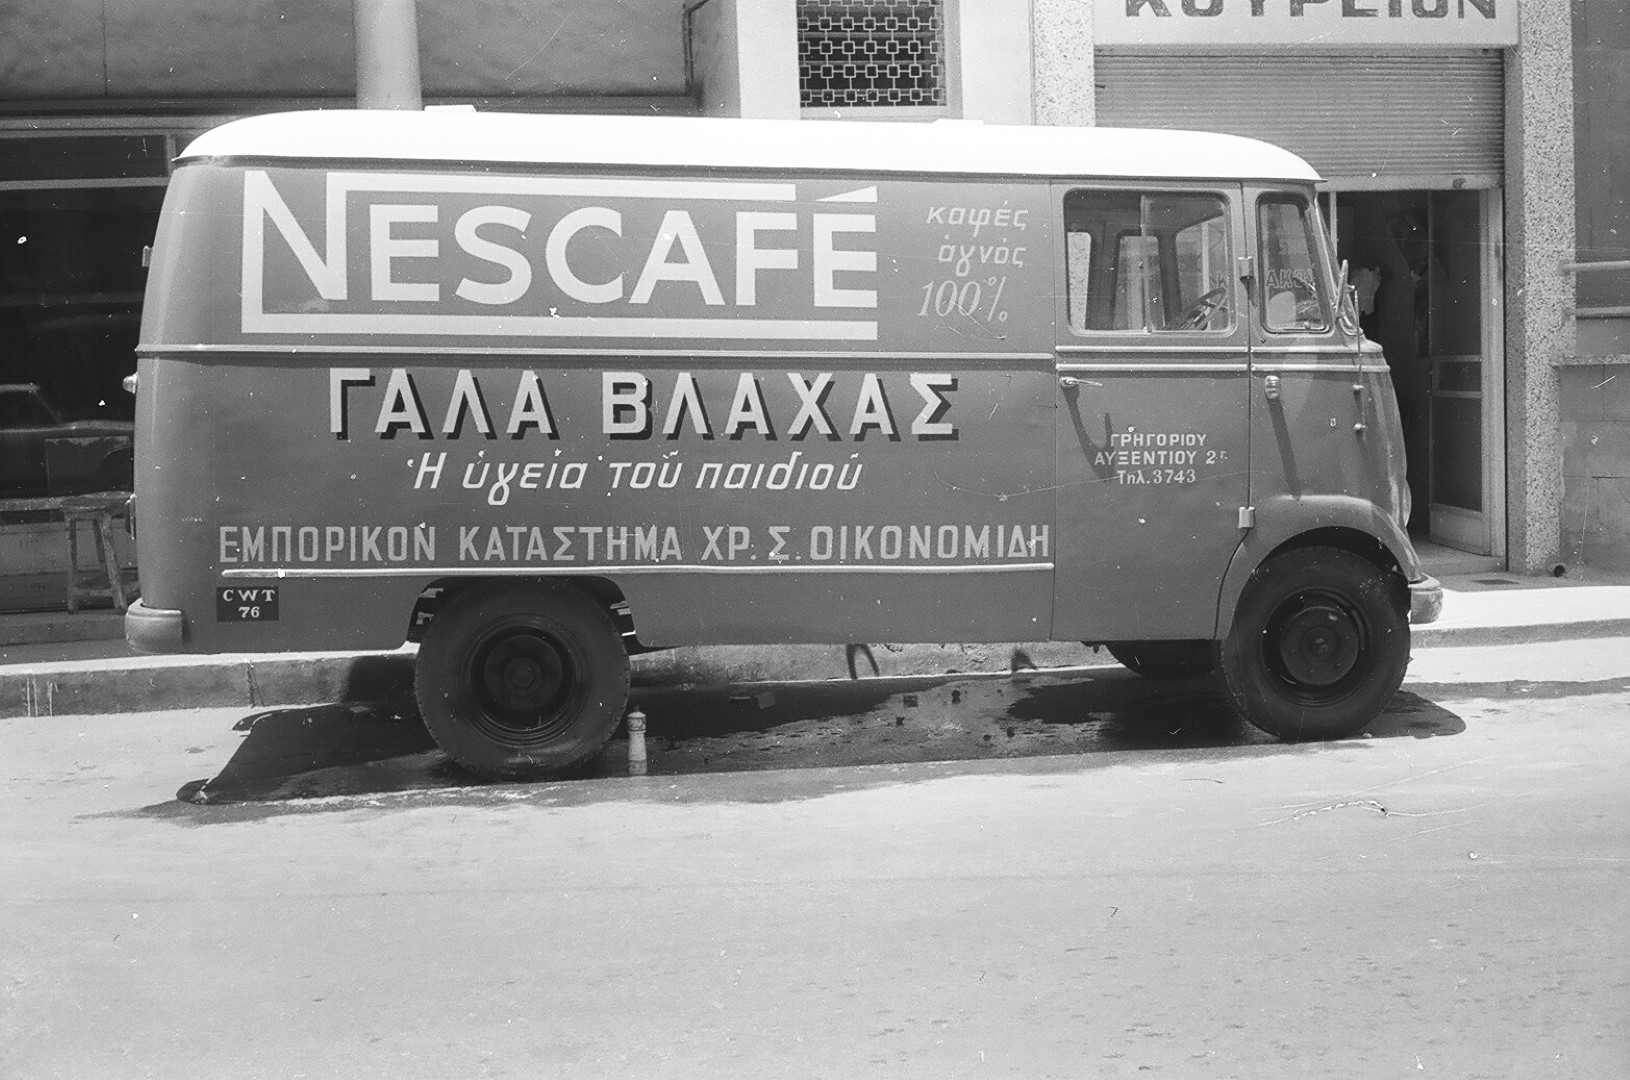 ΚΟΥΡΕΙΟΝ
NESCAFÉ
καφές
ἁγνός
100%
ΓΑΛΑ ΒΛΑΧΑΣ
Ἡ ὑγεία τοῦ παιδιοῦ
ΕΜΠΟΡΙΚΟΝ ΚΑΤΑΣΤΗΜΑ ΧΡ. Σ. ΟΙΚΟΝΟΜΙΔΗ
ΓΡΗΓΟΡΙΟΥ
ΑΥΞΕΝΤΙΟΥ 2Γ.
Τηλ. 3743
CWT
76